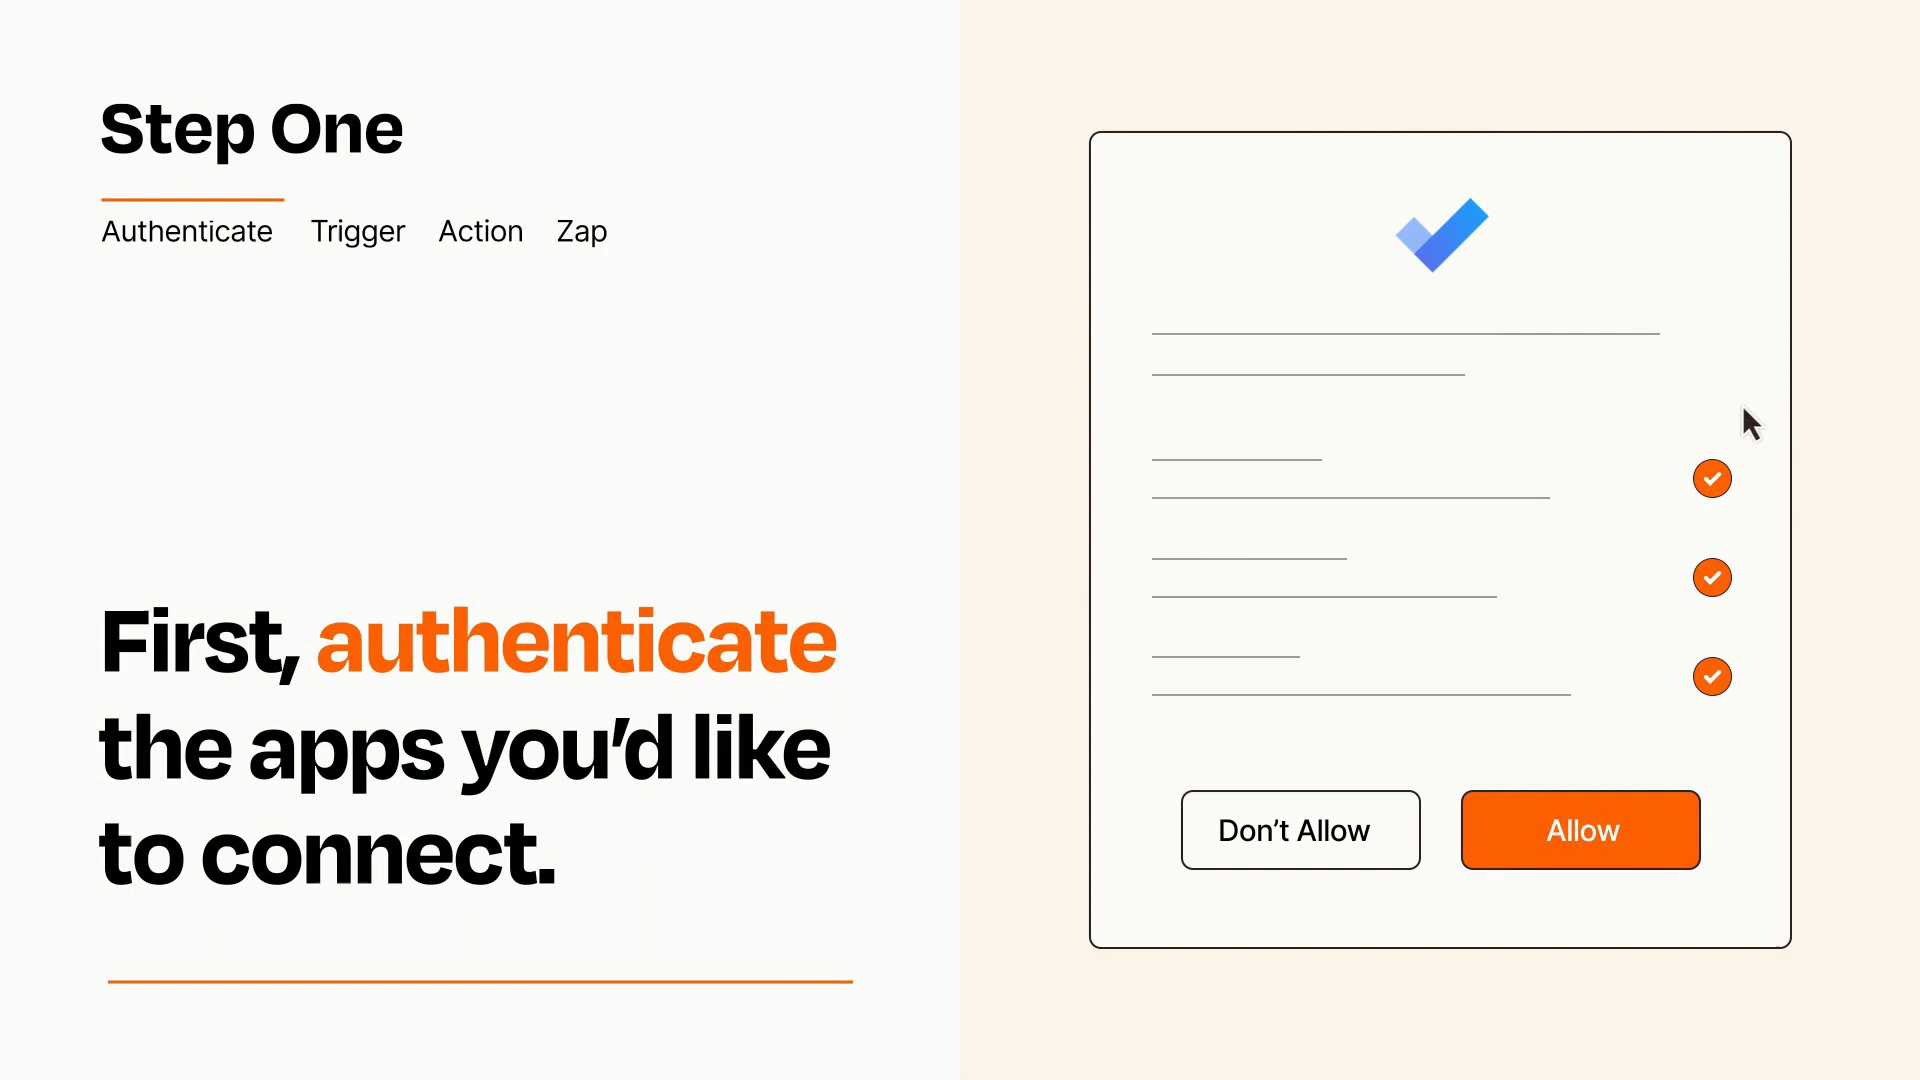 Step One
Authenticate Trigger Action Zap
First, authenticate
the apps you’d like
to connect.
Don’t Allow
Allow